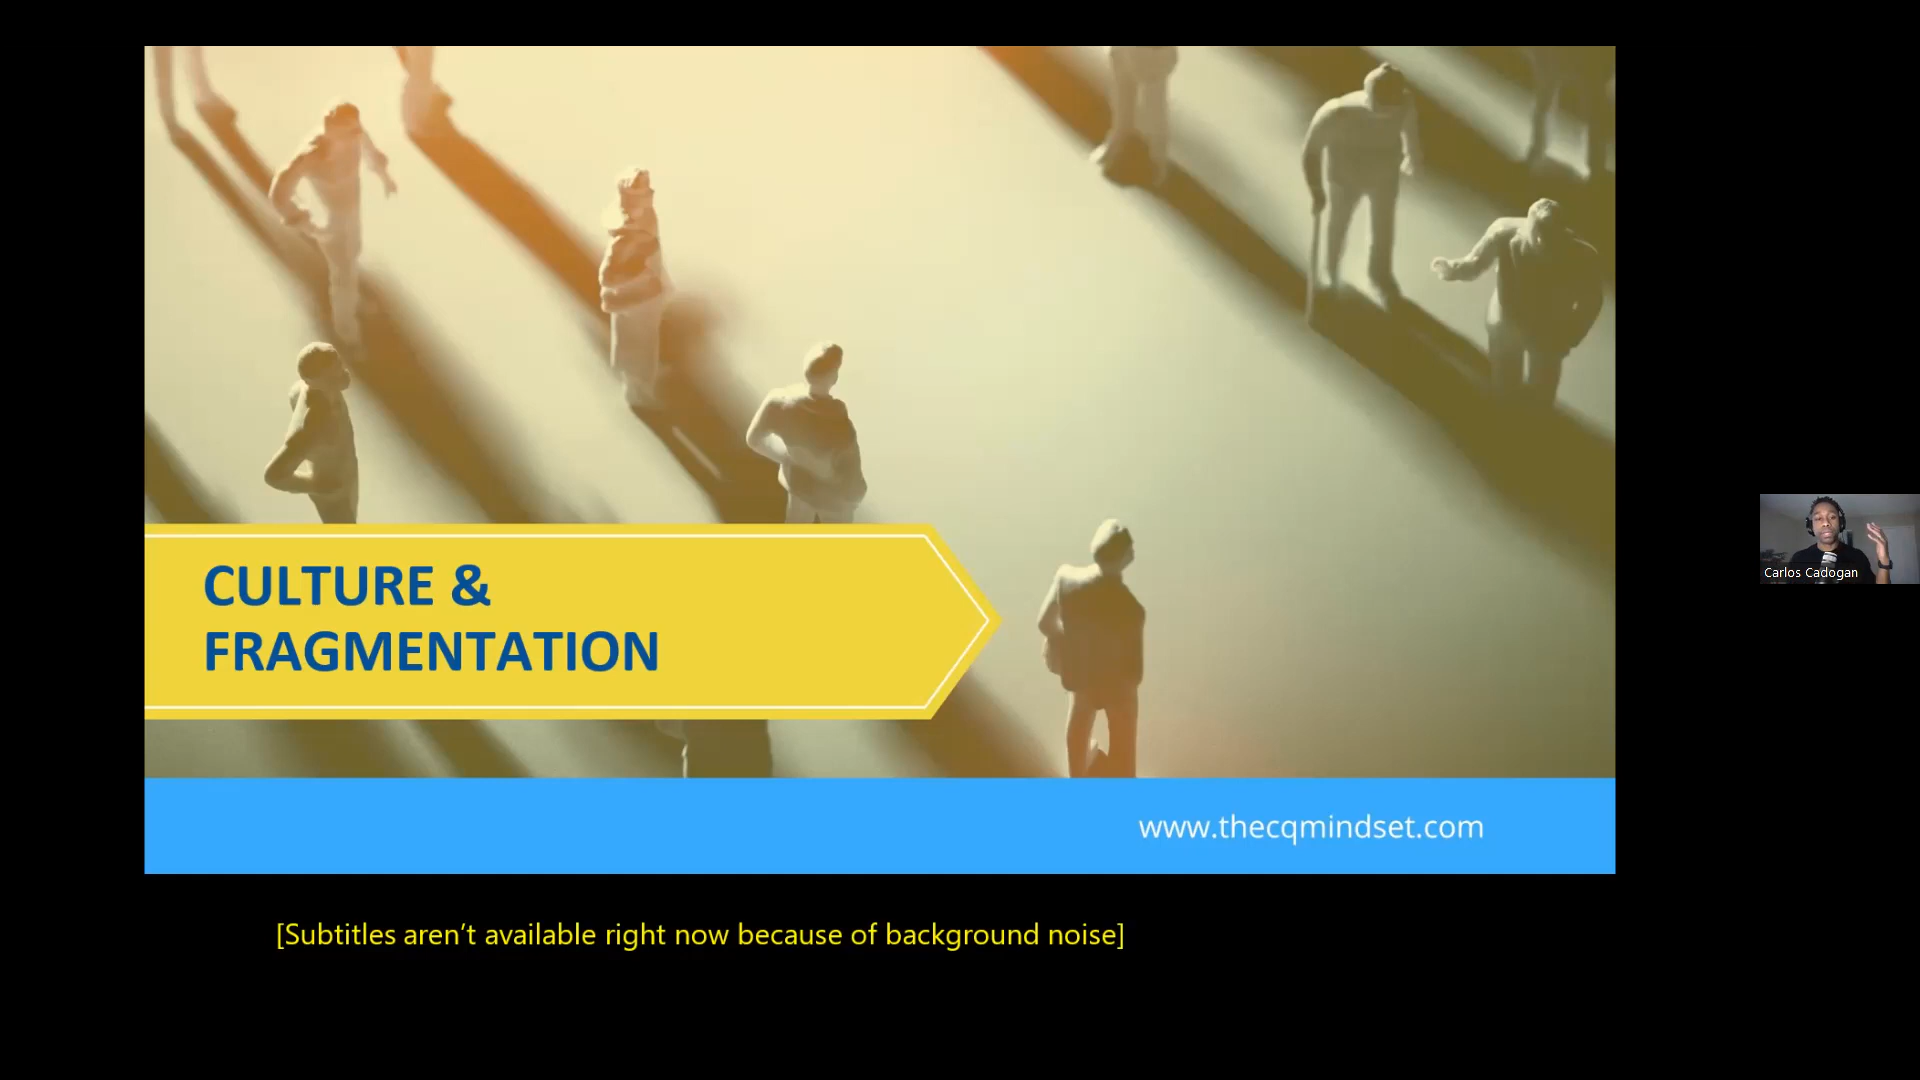 CULTURE &
FRAGMENTATION
www.thecqmindset.com
Carlos Cadogan
[Subtitles aren’t available right now because of background noise]